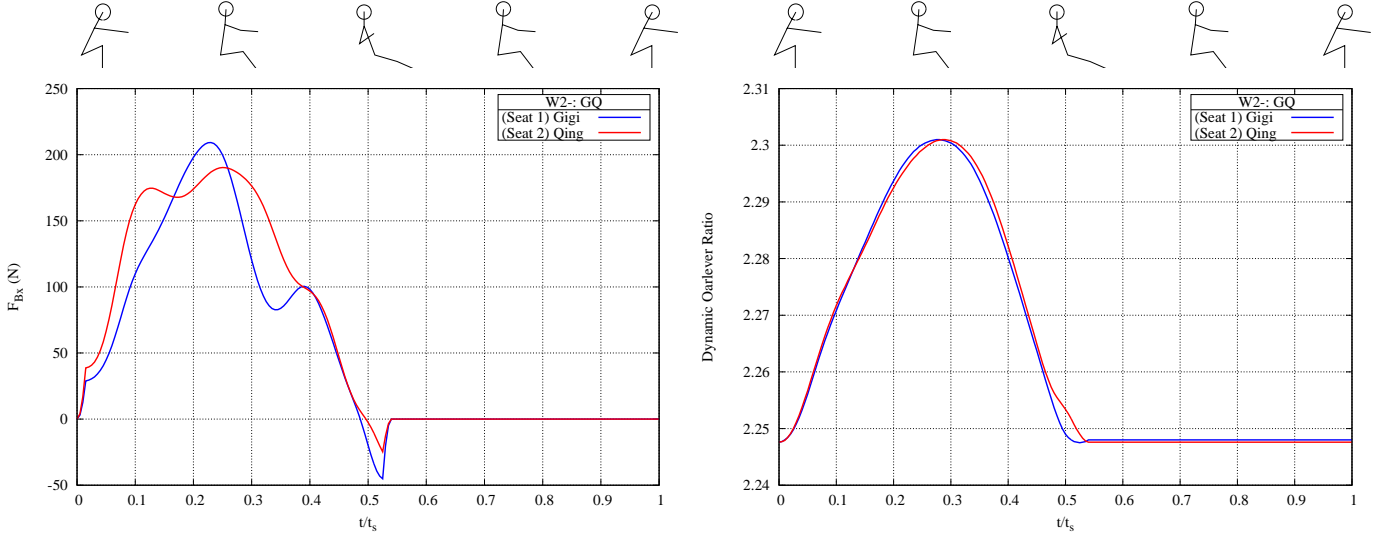 250
200
150
100
50
0
-50
F_Bx (N)
W2-: GQ
(Seat 1) Gigi
(Seat 2) Qing
0 0.1 0.2 0.3 0.4 0.5 0.6 0.7 0.8 0.9 1
t/t_s
2.31
2.3
2.29
2.28
2.27
2.26
2.25
2.24
Dynamic Oarlever Ratio
W2-: GQ
(Seat 1) Gigi
(Seat 2) Qing
0 0.1 0.2 0.3 0.4 0.5 0.6 0.7 0.8 0.9 1
t/t_s